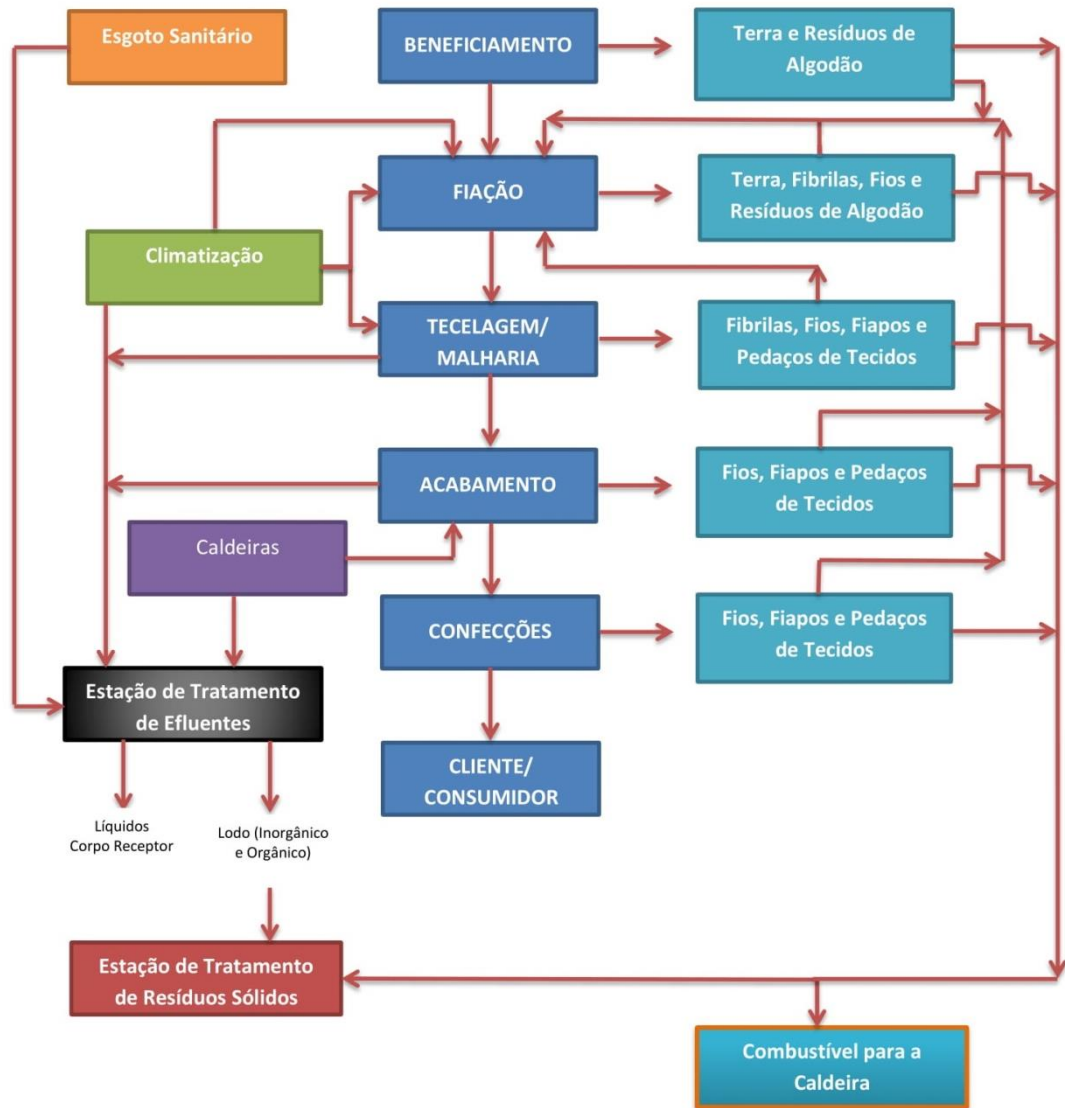 Esgoto Sanitário
BENEFICIAMENTO
Terra e Resíduos de
Algodão
FIAÇÃO
Terra, Fibrilas, Fios e
Resíduos de Algodão
Climatização
TECELAGEM/
MALHARIA
Fibrilas, Fios, Fiapos e
Pedaços de Tecidos
ACABAMENTO
Fios, Fiapos e Pedaços
de Tecidos
Caldeiras
CONFECÇÕES
Fios, Fiapos e Pedaços
de Tecidos
Estação de Tratamento
de Efluentes
CLIENTE/
CONSUMIDOR
Líquidos
Corpo Receptor
Lodo (Inorgânico
e Orgânico)
Estação de Tratamento
de Resíduos Sólidos
Combustível para a
Caldeira